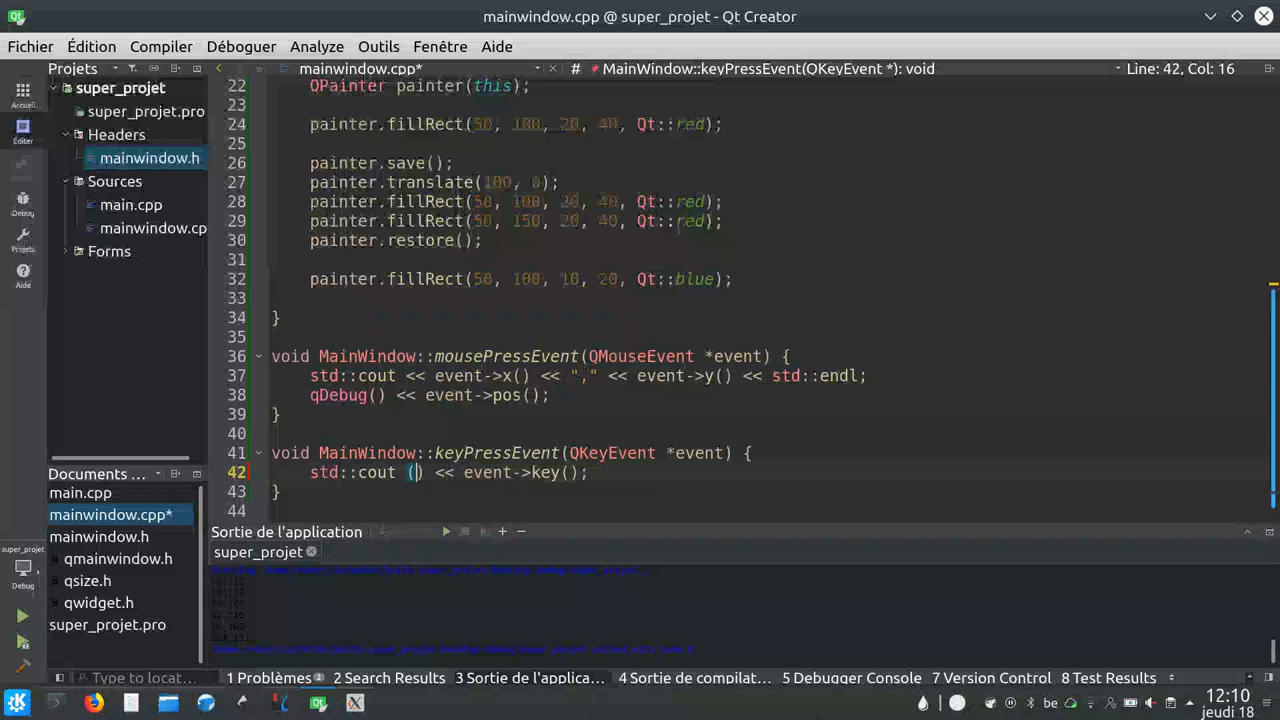 mainwindow.cpp @ super_projet - Qt Creator
Fichier Édition Compiler Déboguer Analyze Outils Fenêtre Aide
Projets mainwindow.cpp* # MainWindow::keyPressEvent(QKeyEvent *): void Line: 42, Col: 16
super_projet
super_projet.pro
Headers
mainwindow.h
Sources
main.cpp
mainwindow.cp
Forms
Accueil
Éditer
Debug
Projets
Aide
22 QPainter painter(this);
23
24 painter.fillRect(50, 100, 20, 40, Qt::red);
25
26 painter.save();
27 painter.translate(100, 0);
28 painter.fillRect(50, 100, 20, 40, Qt::red);
29 painter.fillRect(50, 150, 20, 40, Qt::red);
30 painter.restore();
31
32 painter.fillRect(50, 100, 10, 20, Qt::blue);
33
34 }
35
36 void MainWindow::mousePressEvent(QMouseEvent *event) {
37 std::cout << event->x() << "," << event->y() << std::endl;
38 qDebug() << event->pos();
39 }
40
41 void MainWindow::keyPressEvent(QKeyEvent *event) {
42 std::cout () << event->key();
43 }
44
Documents ...
main.cpp
mainwindow.cpp*
mainwindow.h
qmainwindow.h
qsize.h
qwidget.h
super_projet.pro
super_projet
Debug
Sortie de l'application
super_projet
Type to locat...
1 Problèmes 2 2 Search Results 3 Sortie de l'applica... 4 Sortie de compilat... 5 Debugger Console 7 Version Control 8 Test Results
be
12:10
jeudi 18